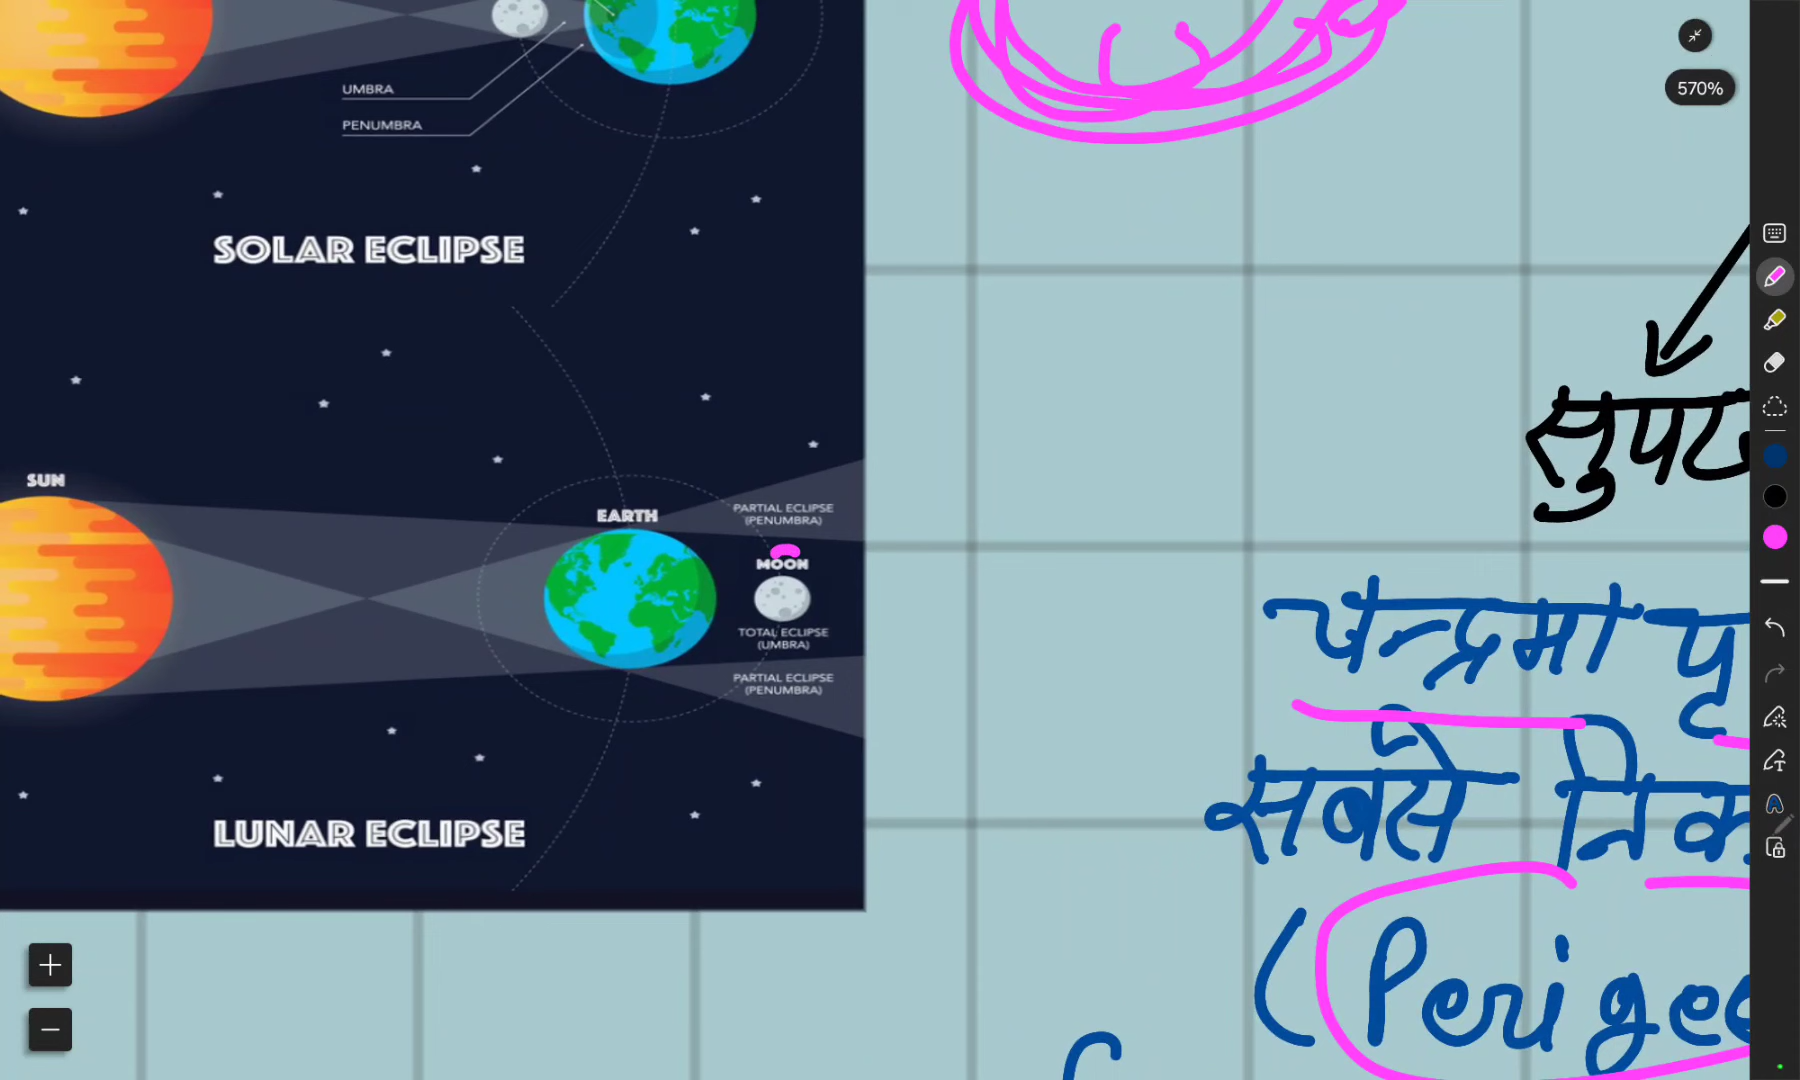 570%
UMBRA
PENUMBRA
SOLAR ECLIPSE
SUN
EARTH
PARTIAL ECLIPSE
(PENUMBRA)
MOON
TOTAL ECLIPSE
(UMBRA)
PARTIAL ECLIPSE
(PENUMBRA)
LUNAR ECLIPSE
चन्द्रमा पृ
सबसे निक
(Perigee